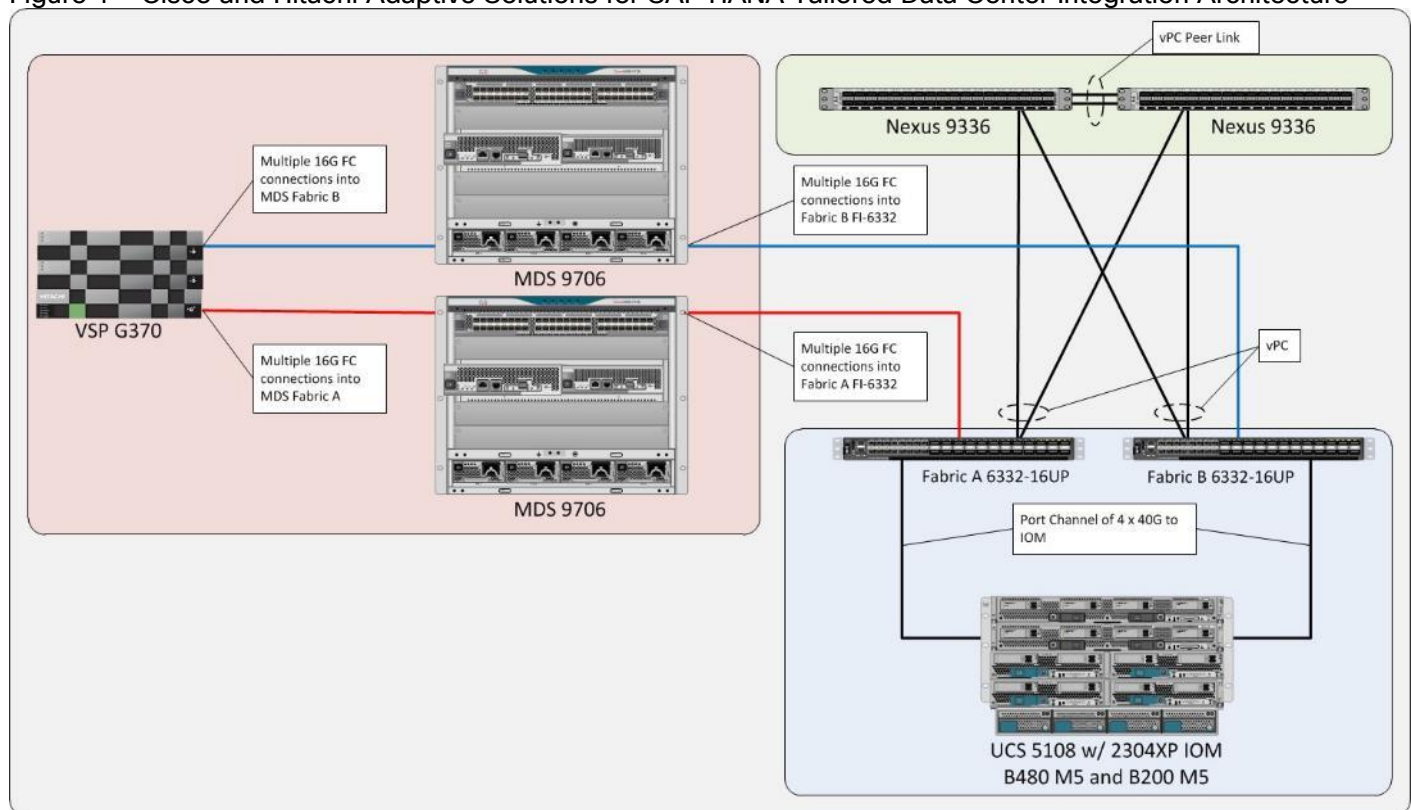 Figure 1 Cisco and Hitachi Adaptive Solutions for SAP HANA Tailored Data Center Integration Architecture
vPC Peer Link
Nexus 9336
Nexus 9336
Multiple 16G FC
connections into
MDS Fabric B
Multiple 16G FC
connections into
Fabric B FI-6332
MDS 9706
VSP G370
Multiple 16G FC
connections into
MDS Fabric A
Multiple 16G FC
connections into
Fabric A FI-6332
vPC
MDS 9706
Fabric A 6332-16UP
Fabric B 6332-16UP
Port Channel of 4 x 40G to
IOM
UCS 5108 w/ 2304XP IOM
B480 M5 and B200 M5